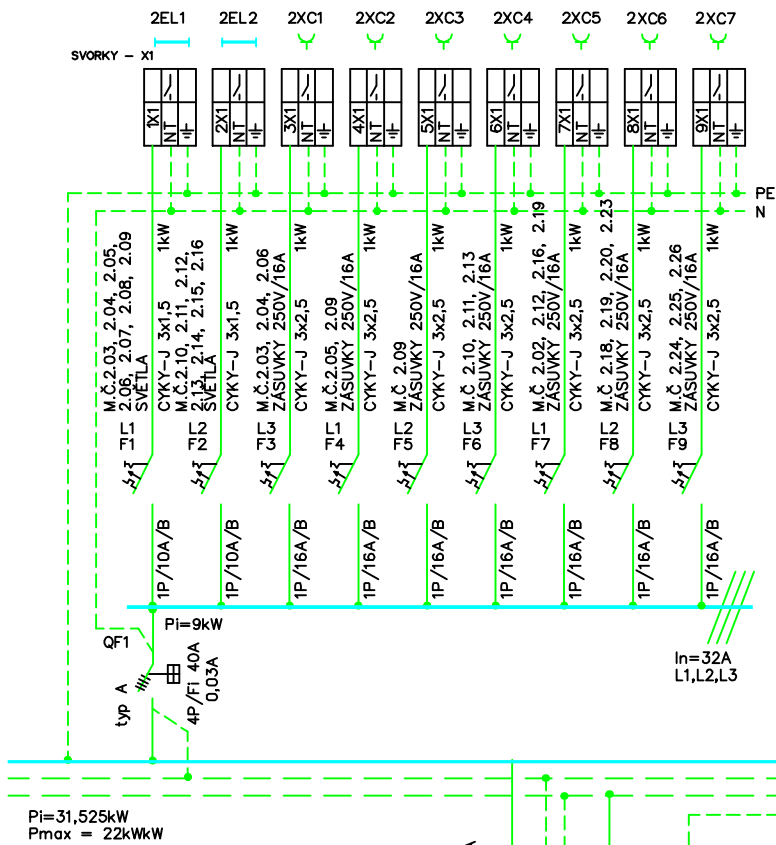 2EL1 2EL2 2XC1 2XC2 2XC3 2XC4 2XC5 2XC6 2XC7
SVORKY - X1
1X1 NT
2X1 NT
3X1 NT
4X1 NT
5X1 NT
6X1 NT
7X1 NT
8X1 NT
9X1 NT
PE
N
M.Č.2.03, 2.04, 2.05,
2.06, 2.07, 2.08, 2.09
SVĚTLA
CYKY-J 3x1,5 1kW
M.Č.2.10, 2.11, 2.12,
2.13, 2.14, 2.15, 2.16
SVĚTLA
CYKY-J 3x1,5 1kW
M.Č.2.03, 2.04, 2.06
ZÁSUVKY 250V/16A
CYKY-J 3x2,5 1kW
M.Č.2.05, 2.09
ZÁSUVKY 250V/16A
CYKY-J 3x2,5 1kW
M.Č 2.09
ZÁSUVKY 250V/16A
CYKY-J 3x2,5 1kW
M.Č 2.10, 2.11, 2.13
ZÁSUVKY 250V/16A
CYKY-J 3x2,5 1kW
M.Č 2.02, 2.12, 2.16, 2.19
ZÁSUVKY 250V/16A
CYKY-J 3x2,5 1kW
M.Č 2.18, 2.19, 2.20, 2.23
ZÁSUVKY 250V/16A
CYKY-J 3x2,5 1kW
M.Č 2.24, 2.25, 2.26
ZÁSUVKY 250V/16A
CYKY-J 3x2,5 1kW
L1 L2 L3 L1 L2 L3 L1 L2 L3
F1 F2 F3 F4 F5 F6 F7 F8 F9
1P/10A/B
1P/10A/B
1P/16A/B
1P/16A/B
1P/16A/B
1P/16A/B
1P/16A/B
1P/16A/B
1P/16A/B
Pi=9kW
QF1
typ A
4P/Fi 40A
0,03A
In=32A
L1,L2,L3
Pi=31,525kW
Pmax = 22kWkW